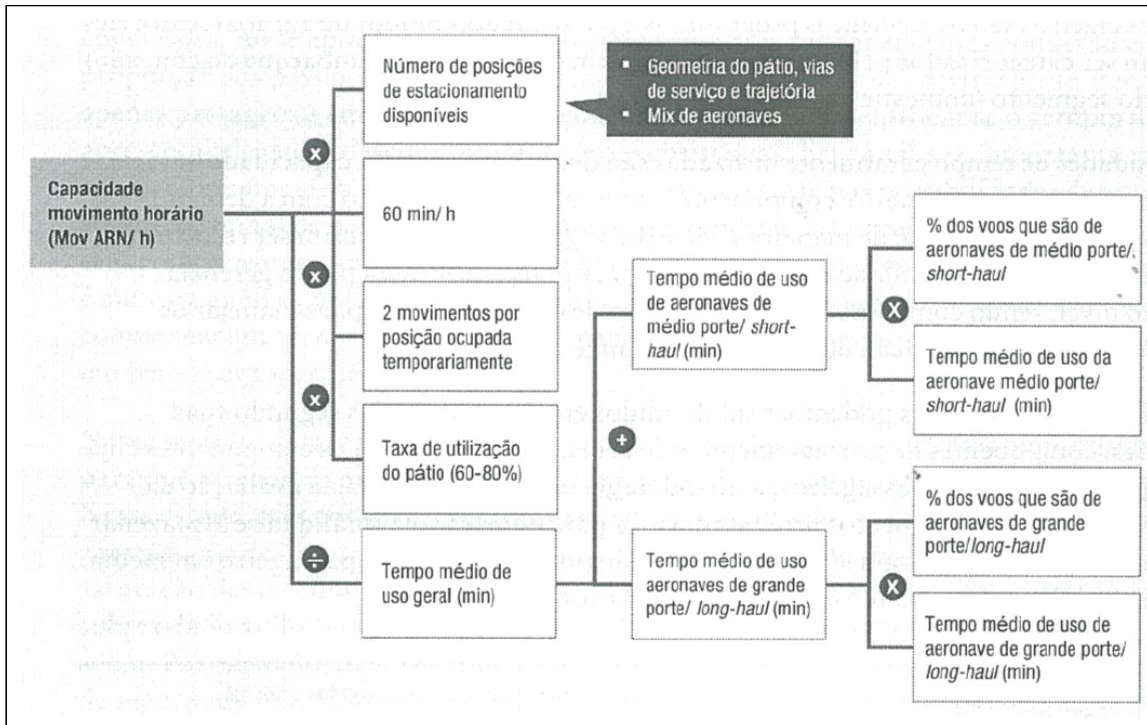 Número de posições
de estacionamento
disponíveis
▪ Geometria do pátio, vias
de serviço e trajetória
▪ Mix de aeronaves
x
Capacidade
movimento horário
(Mov ARN/ h)
60 min/ h
x
2 movimentos por
posição ocupada
temporariamente
x
Taxa de utilização
do pátio (60-80%)
÷
Tempo médio de
uso geral (min)
Tempo médio de uso
de aeronaves de
médio porte/ short-
haul (min)
+
Tempo médio de uso
aeronaves de grande
porte/ long-haul (min)
% dos voos que são de
aeronaves de médio porte/
short-haul
x
Tempo médio de uso da
aeronave médio porte/
short-haul (min)
% dos voos que são de
aeronaves de grande
porte/long-haul
x
Tempo médio de uso de
aeronave de grande porte/
long-haul (min)